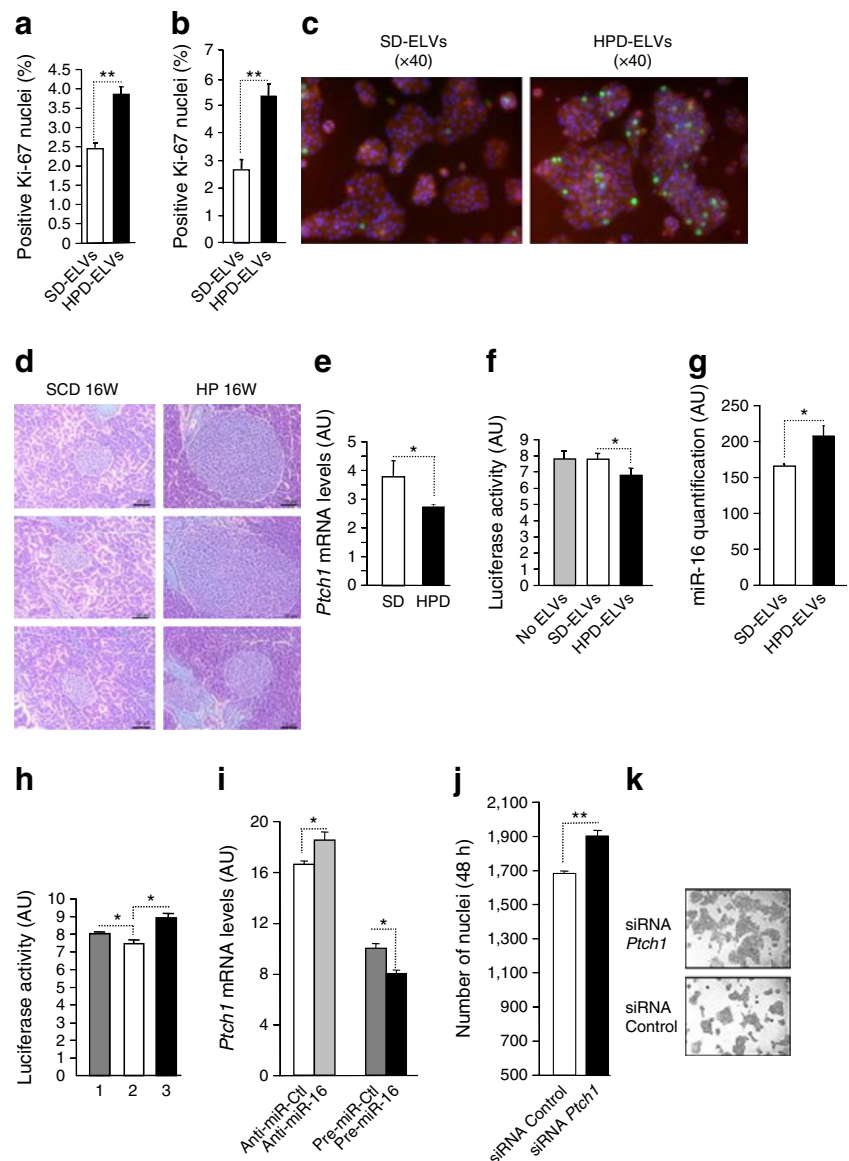 a
Positive Ki-67 nuclei (%)
4.5
4.0
3.5
3.0
2.5
2.0
1.5
1.0
0.5
0
**
SD-ELVs
HPD-ELVs
b
Positive Ki-67 nuclei (%)
7
6
5
4
3
2
1
0
**
SD-ELVs
HPD-ELVs
c
SD-ELVs
(×40)
HPD-ELVs
(×40)
d
SCD 16W
HP 16W
e
Ptch1 mRNA levels (AU)
5
4
4
3
3
2
2
1
1
0
*
SD
HPD
f
Luciferase activity (AU)
9
8
7
6
5
4
3
2
1
0
*
No ELVs
SD-ELVs
HPD-ELVs
g
miR-16 quantification (AU)
250
200
150
100
50
0
*
SD-ELVs
HPD-ELVs
h
Luciferase activity (AU)
10
9
8
7
6
5
4
3
2
1
0
*
*
1
2
3
i
Ptch1 mRNA levels (AU)
20
16
12
8
4
0
*
*
Anti-miR-Ctl
Anti-miR-16
Pre-miR-Ctl
Pre-miR-16
j
Number of nuclei (48 h)
2,100
1,900
1,700
1,500
1,300
1,100
900
700
500
**
siRNA Control
siRNA Ptch1
k
siRNA
Ptch1
siRNA
Control